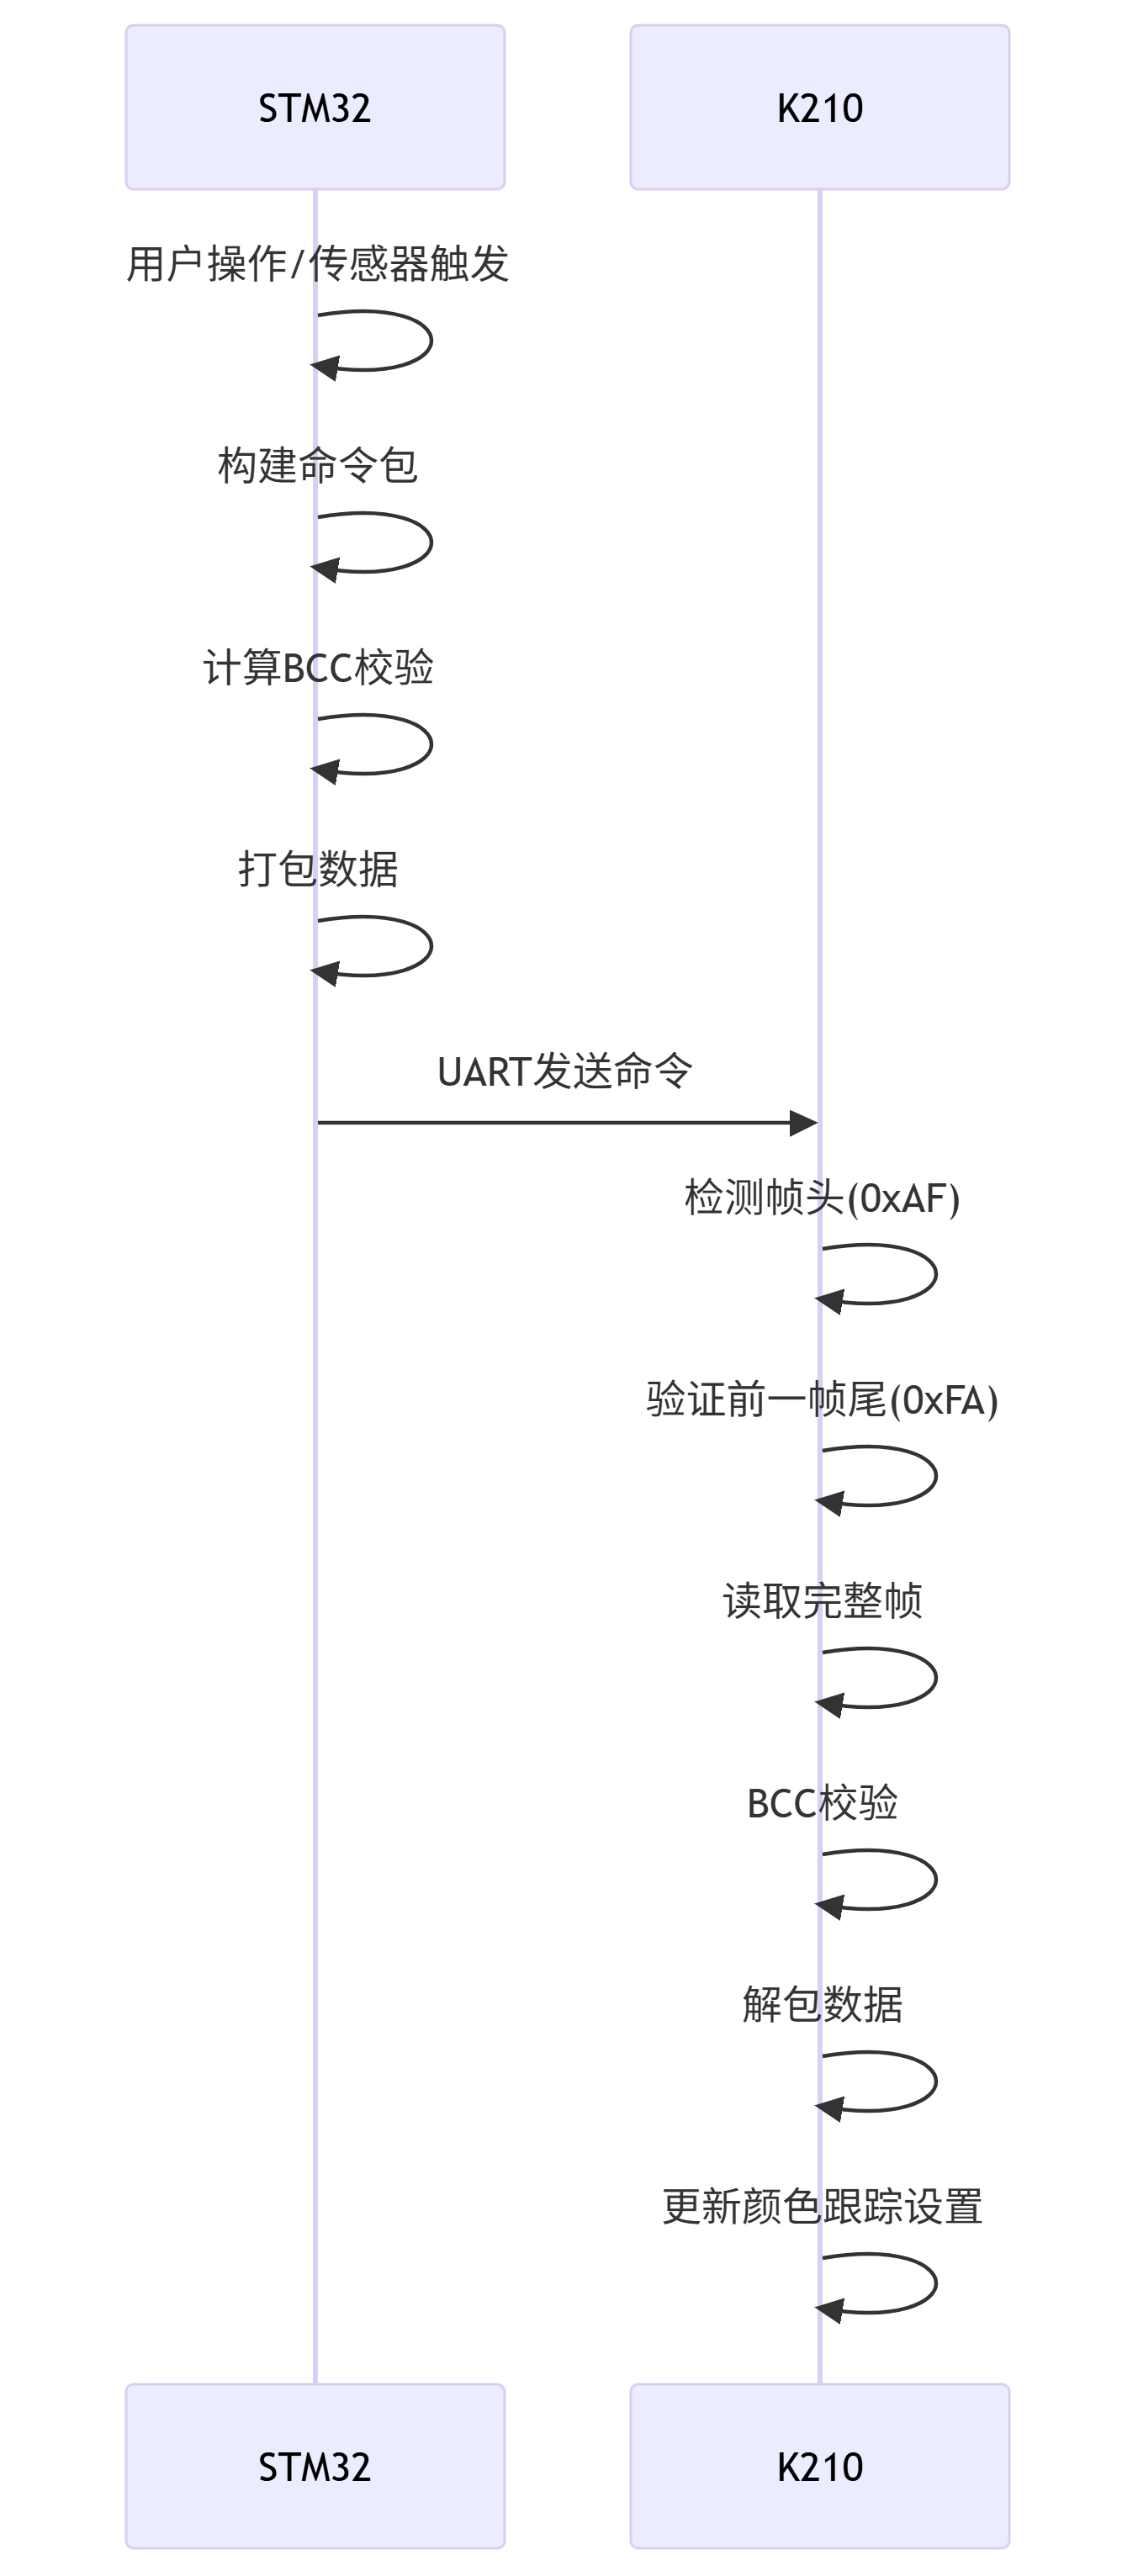 STM32
K210
用户操作/传感器触发
构建命令包
计算BCC校验
打包数据
UART发送命令
检测帧头(0xAF)
验证前一帧尾(0xFA)
读取完整帧
BCC校验
解包数据
更新颜色跟踪设置
STM32
K210